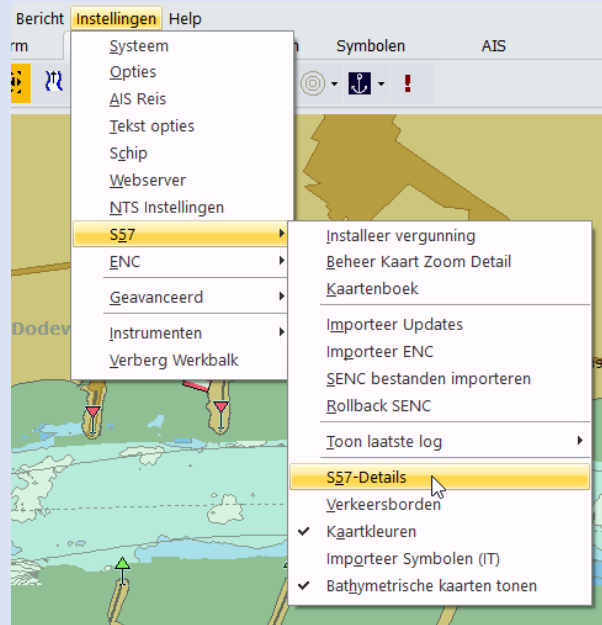 Bericht Instellingen Help
rm
Symbolen AIS
Systeem
Opties
AIS Reis
Tekst opties
Schip
Webserver
NTS Instellingen
S57
ENC
Geavanceerd
Instrumenten
Verberg Werkbalk
Installeer vergunning
Beheer Kaart Zoom Detail
Kaartenboek
Importeer Updates
Importeer ENC
SENC bestanden importeren
Rollback SENC
Toon laatste log
S57-Details
Verkeersborden
Kaartkleuren
Importeer Symbolen (IT)
Bathymetrische kaarten tonen
Dodew